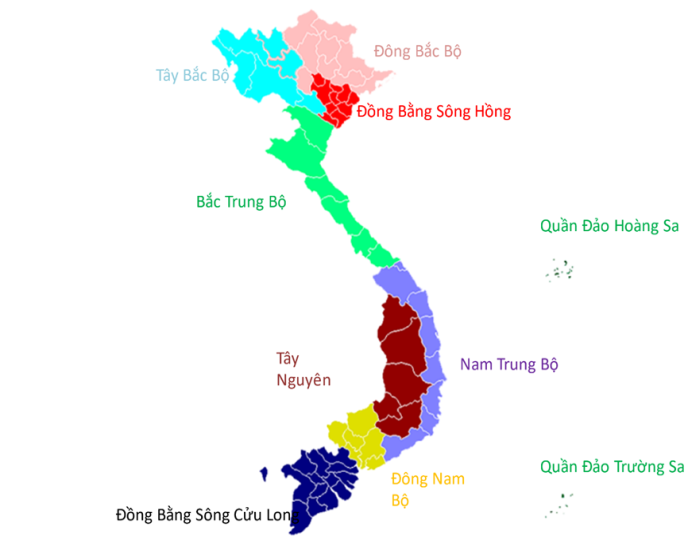 Đông Bắc Bộ
Tây Bắc Bộ
Đồng Bằng Sông Hồng
Bắc Trung Bộ
Quần Đảo Hoàng Sa
Tây
Nguyên
Nam Trung Bộ
Quần Đảo Trường Sa
Đông Nam
Bộ
Đồng Bằng Sông Cửu Long